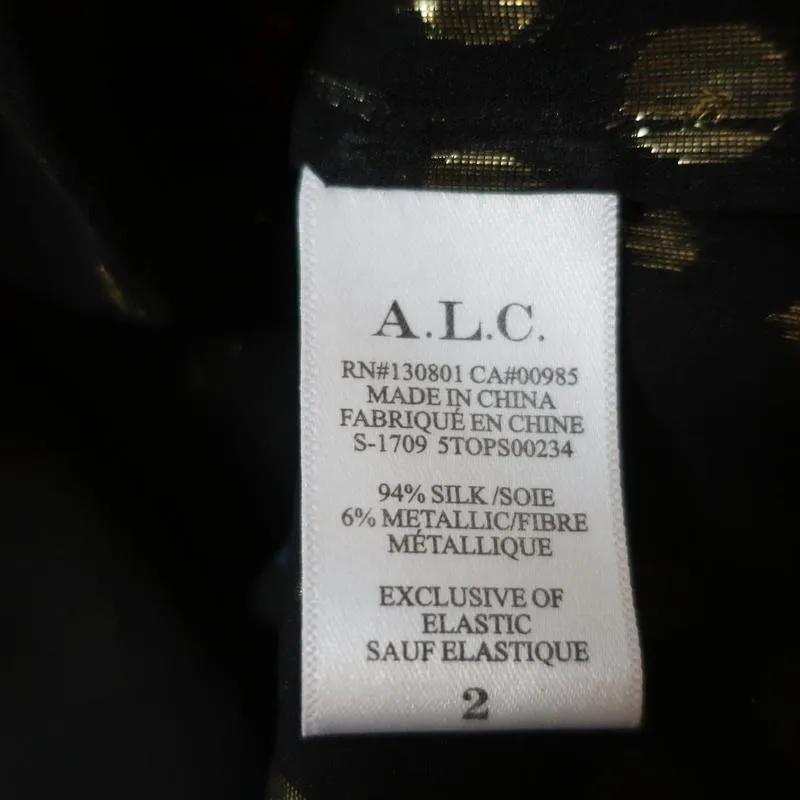 A.L.C.
RN#130801 CA#00985
MADE IN CHINA
FABRIQUÉ EN CHINE
S-1709 5TOPS00234
94% SILK/SOIE
6% METALLIC/FIBRE
MÉTALLIQUE
EXCLUSIVE OF
ELASTIC
SAUF ELASTIQUE
2